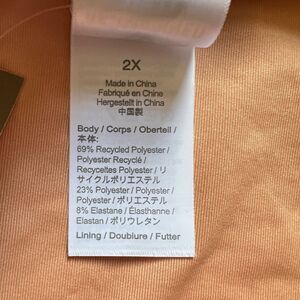 2X
Made in China
Fabriqué en Chine
Hergestellt in China
中国製
Body / Corps / Oberteil /
本体:
69% Recycled Polyester /
Polyester Recyclé /
Recyceltes Polyester / リ
サイクルポリエステル
23% Polyester / Polyester /
Polyester / ポリエステル
8% Elastane / Élasthanne /
Elastan / ポリウレタン
Lining / Doublure / Futter